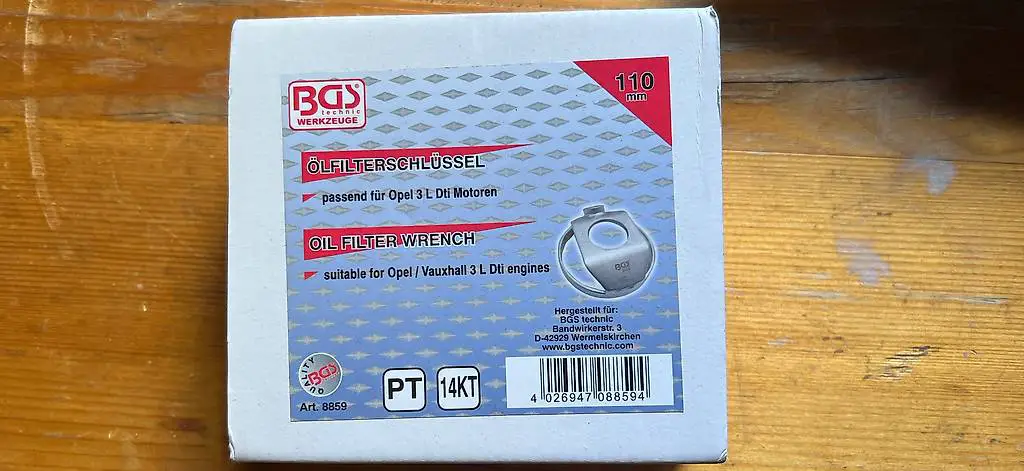 BGS
technic
WERKZEUGE
110
mm
ÖLFILTERSCHLÜSSEL
passend für Opel 3 L Dti Motoren
OIL FILTER WRENCH
suitable for Opel / Vauxhall 3 L Dti engines
BGS
Hergestellt für:
BGS technic
Bandwirkerstr. 3
D-42929 Wermelskirchen
www.bgstechnic.com
QUALITY
BGS
QUALITY
Art. 8859
PT
14KT
4 026947 088594